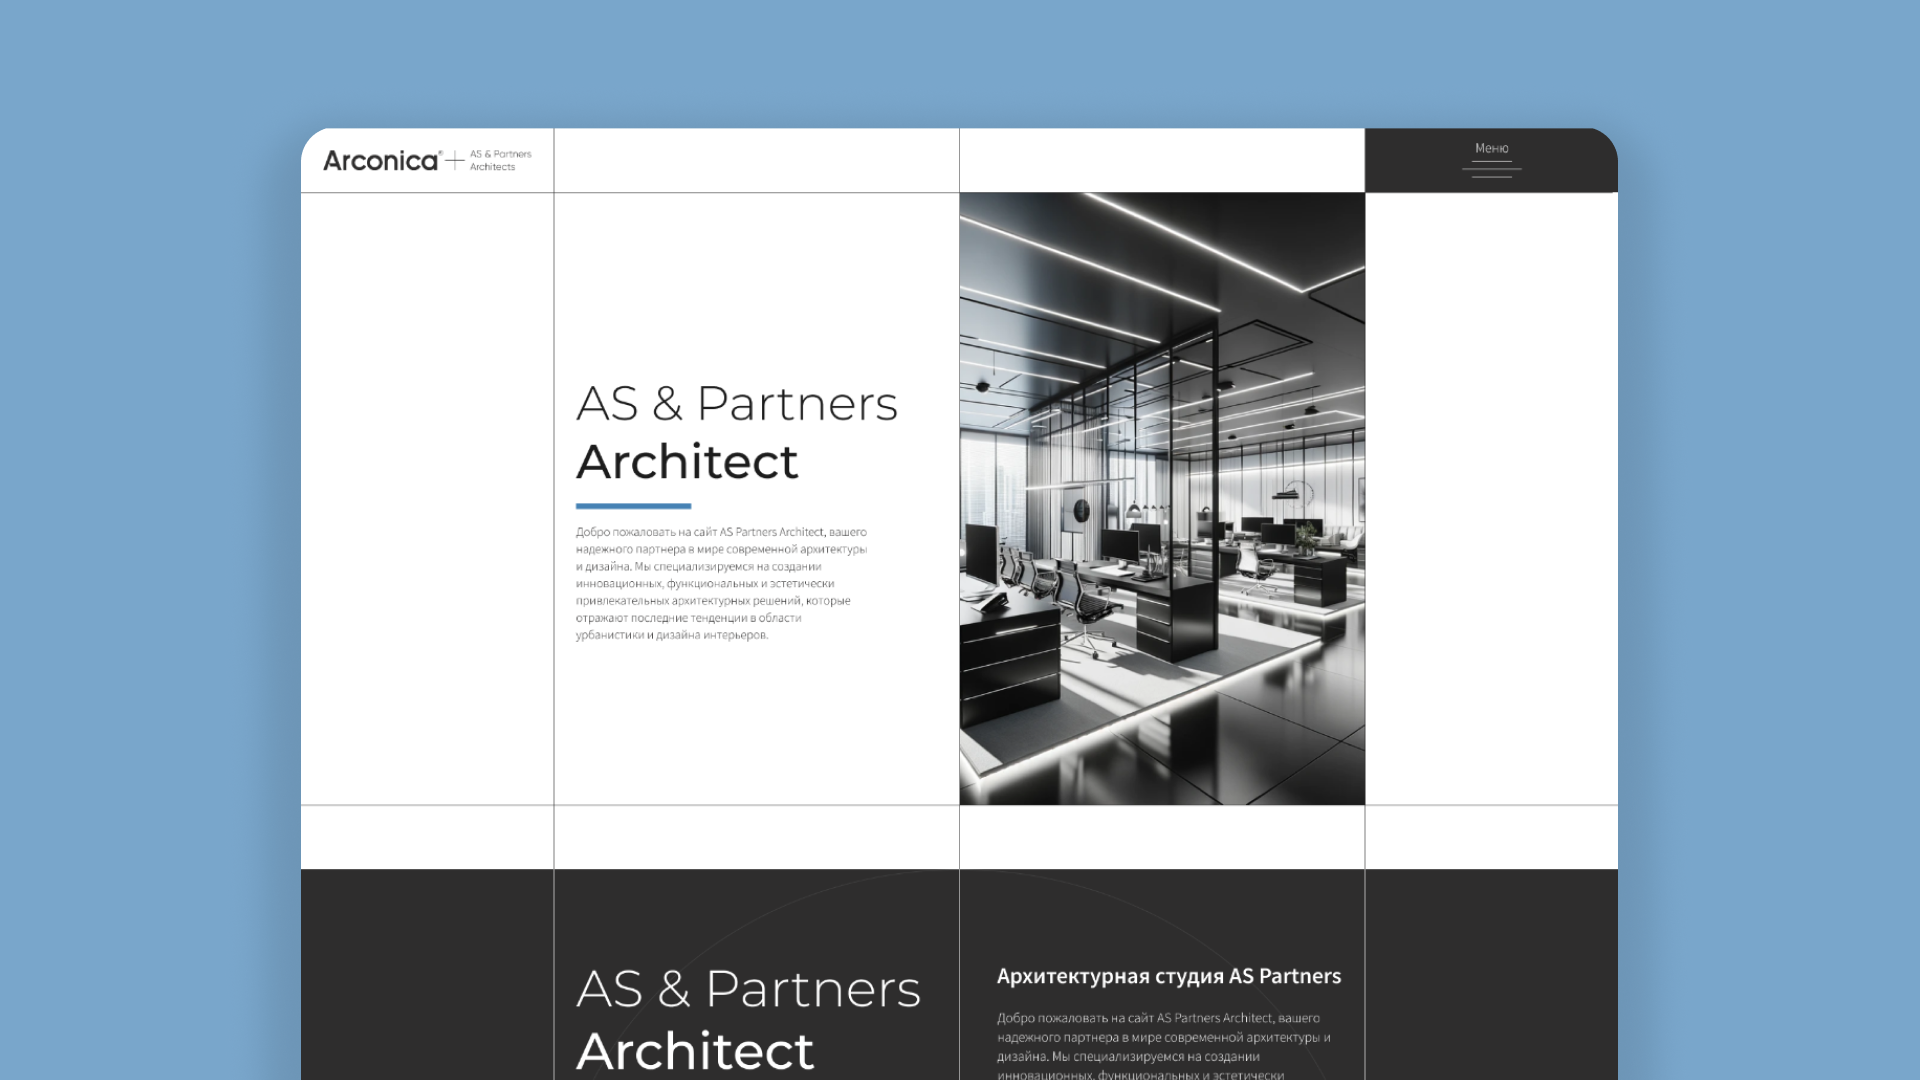 Arconica®
AS & Partners
Architects
Меню
AS & Partners
Architect
Добро пожаловать на сайт AS Partners Architect, вашего
надежного партнера в мире современной архитектуры
и дизайна. Мы специализируемся на создании
инновационных, функциональных и эстетически
привлекательных архитектурных решений, которые
отражают последние тенденции в области
урбанистики и дизайна интерьеров.
AS & Partners
Architect
Архитектурная студия AS Partners
Добро пожаловать на сайт AS Partners Architect, вашего
надежного партнера в мире современной архитектуры и
дизайна. Мы специализируемся на создании
инновационных, функциональных и эстетически